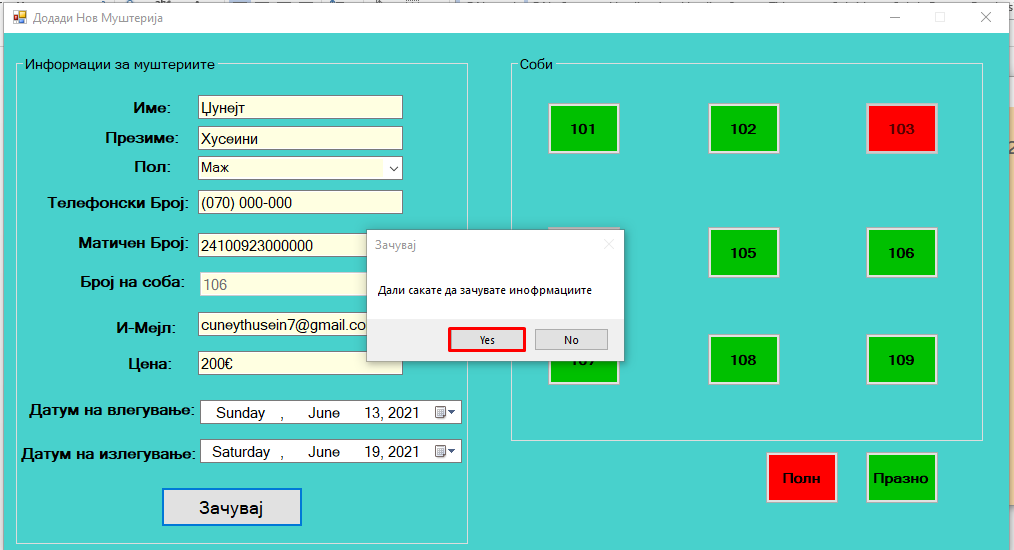 Додади Нов Муштерија
Информации за муштериите
Име:
Џунејт
Презиме:
Хусеини
Пол:
Маж
Телефонски Број:
(070) 000-000
Матичен Број:
24100923000000
Број на соба:
106
И-Мејл:
cuneythusein7@gmail.co
Цена:
200€
Датум на влегување:
Sunday , June 13, 2021
Датум на излегување:
Saturday , June 19, 2021
Зачувај
Соби
101 102 103
105 106
107 108 109
Полн Празно
Зачувај
Дали сакате да зачувате инофрмациите
Yes No